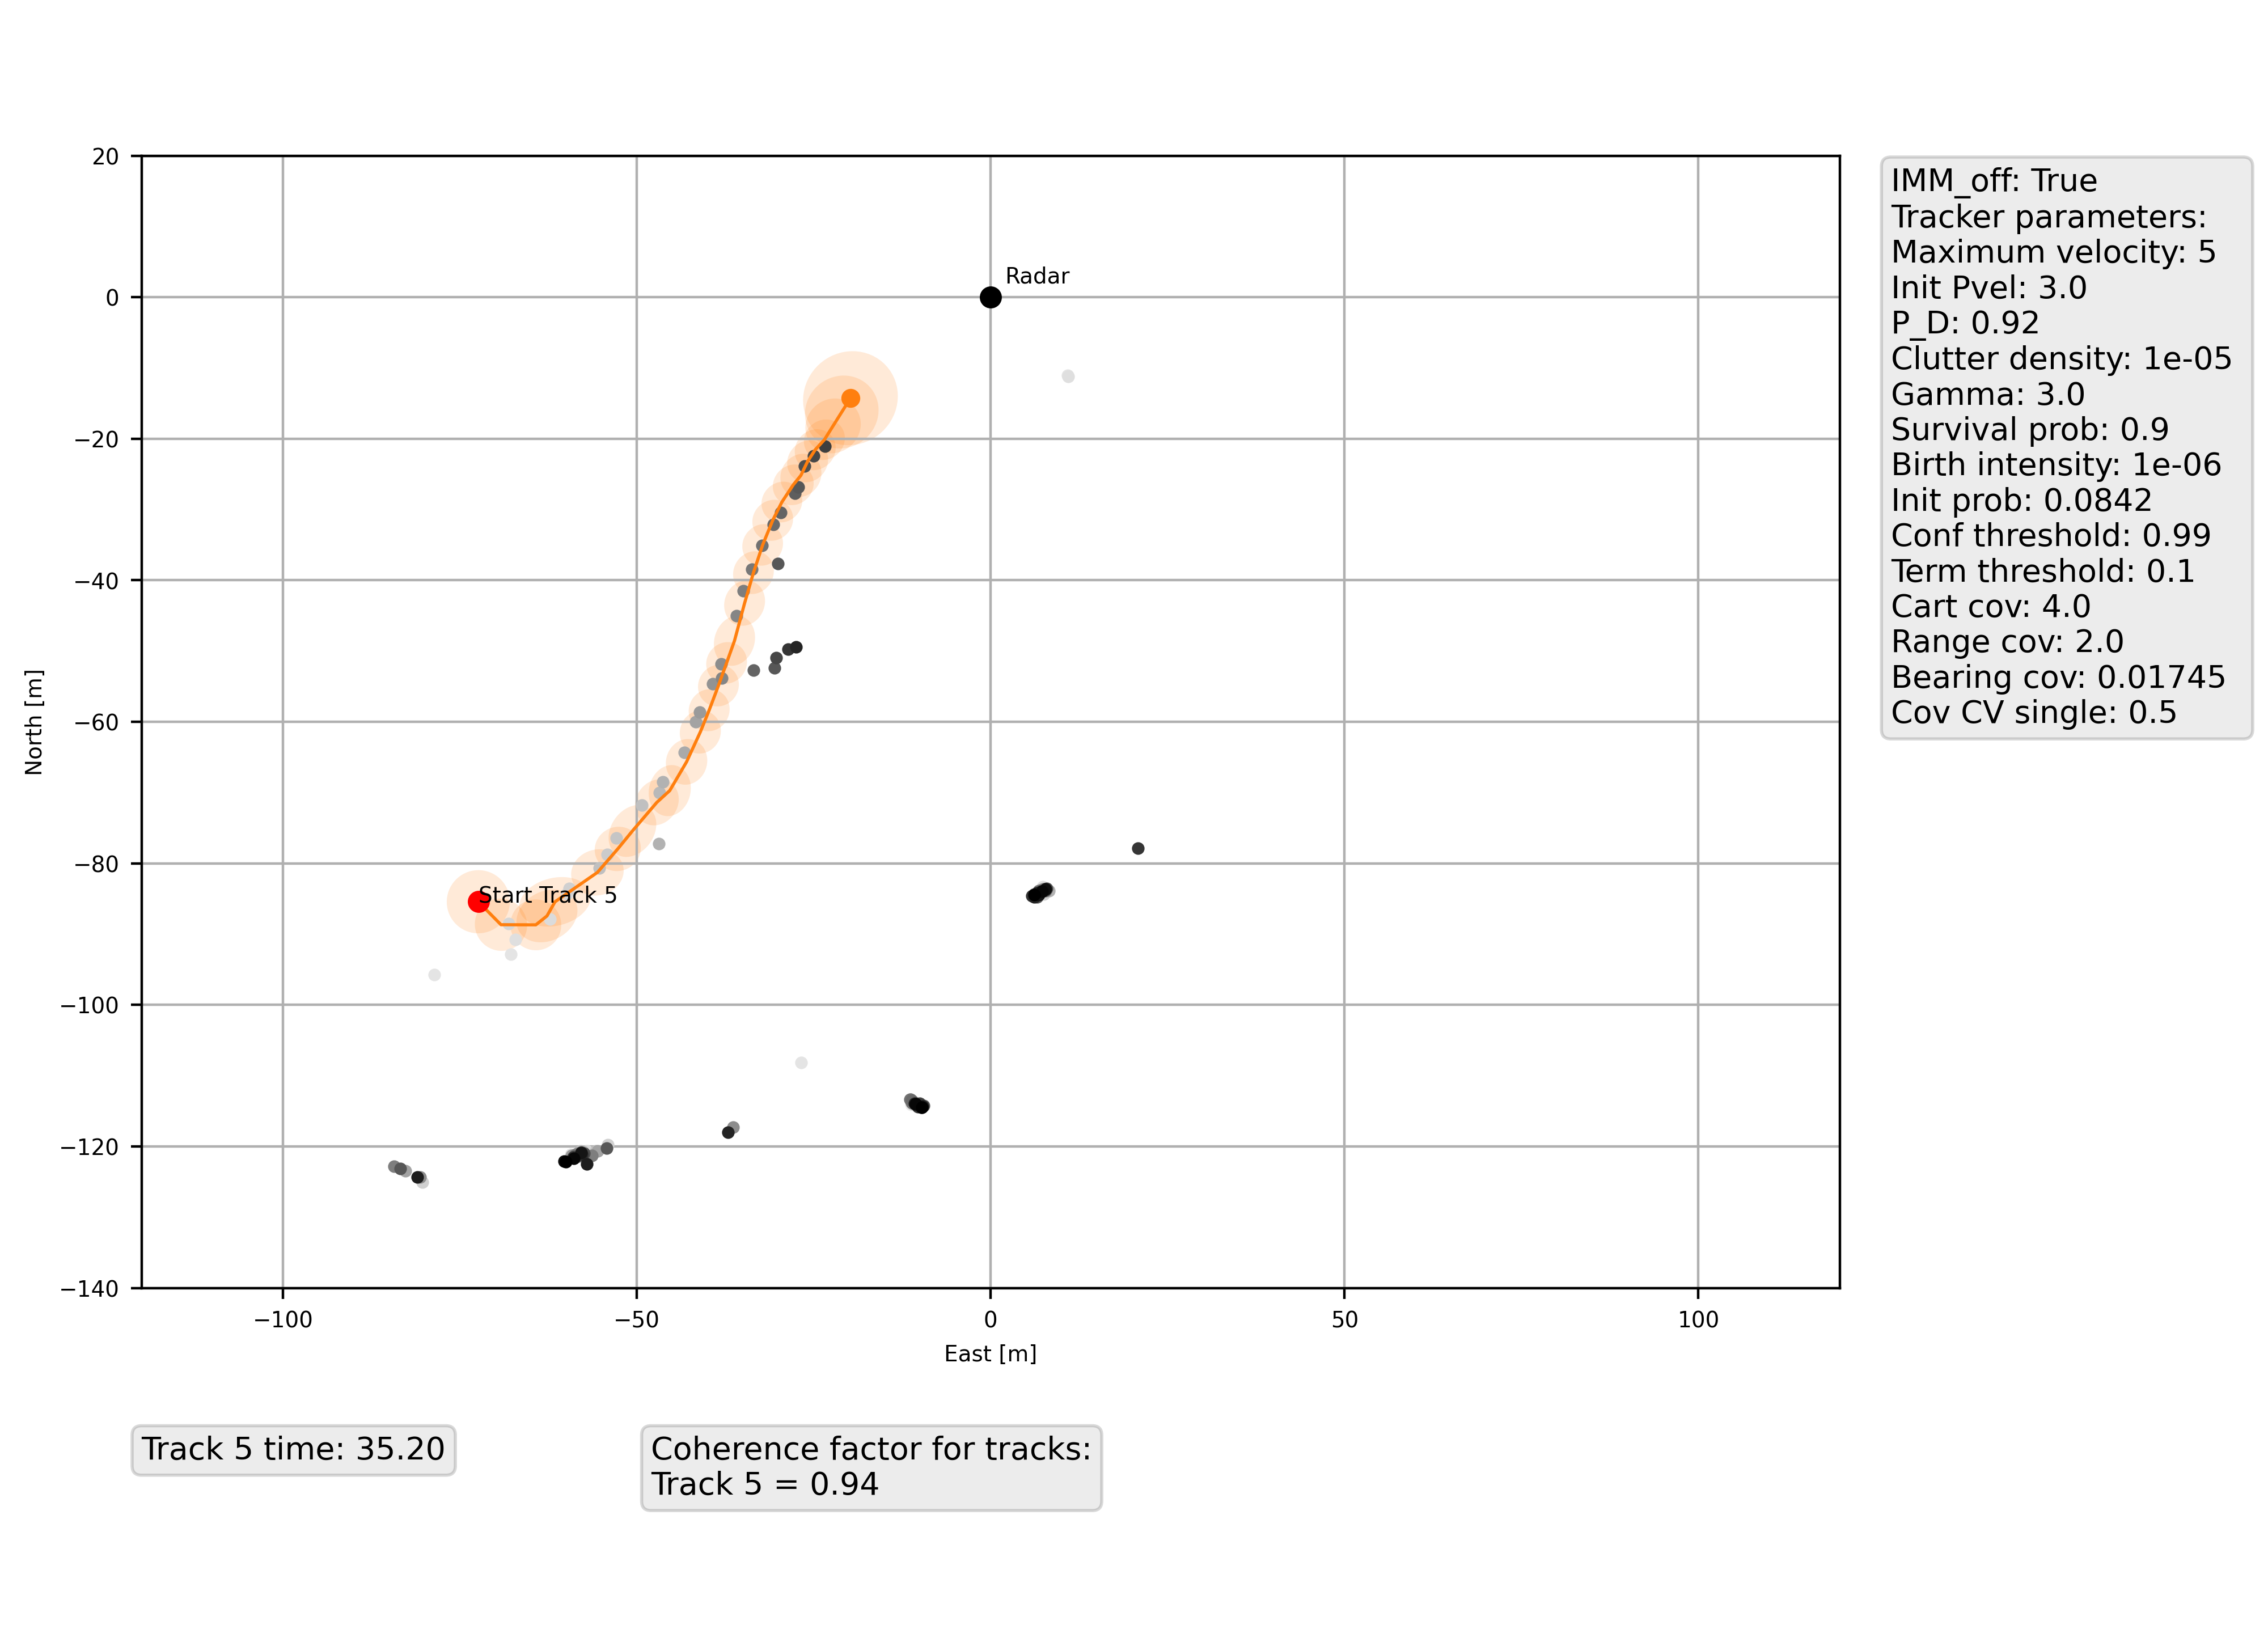 20
0
−20
−40
−60
−80
−100
−120
−140
−100
−50
0
50
100
North [m]
East [m]
Radar
Start Track 5
IMM_off: True
Tracker parameters:
Maximum velocity: 5
Init Pvel: 3.0
P_D: 0.92
Clutter density: 1e-05
Gamma: 3.0
Survival prob: 0.9
Birth intensity: 1e-06
Init prob: 0.0842
Conf threshold: 0.99
Term threshold: 0.1
Cart cov: 4.0
Range cov: 2.0
Bearing cov: 0.01745
Cov CV single: 0.5
Track 5 time: 35.20
Coherence factor for tracks:
Track 5 = 0.94